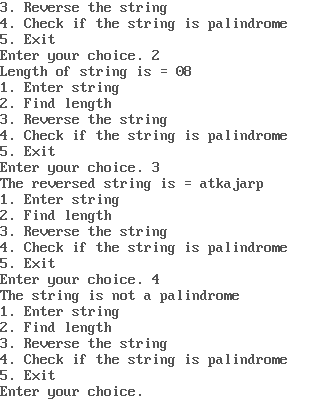 3. Reverse the string
4. Check if the string is palindrome
5. Exit
Enter your choice. 2
Length of string is = 08
1. Enter string
2. Find length
3. Reverse the string
4. Check if the string is palindrome
5. Exit
Enter your choice. 3
The reversed string is = atkajarp
1. Enter string
2. Find length
3. Reverse the string
4. Check if the string is palindrome
5. Exit
Enter your choice. 4
The string is not a palindrome
1. Enter string
2. Find length
3. Reverse the string
4. Check if the string is palindrome
5. Exit
Enter your choice.